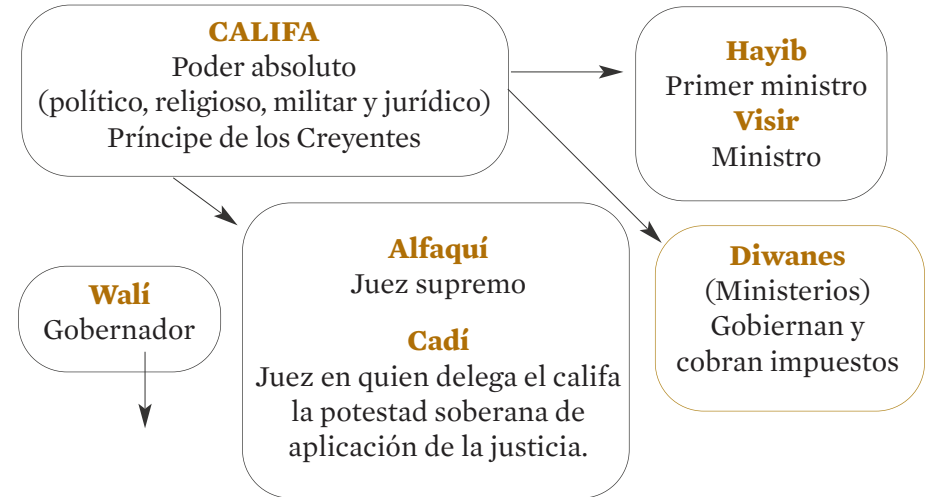 CALIFA
Poder absoluto
(político, religioso, militar y jurídico)
Príncipe de los Creyentes
Hayib
Primer ministro
Visir
Ministro
Alfaquí
Juez supremo
Cadí
Juez en quien delega el califa
la potestad soberana de
aplicación de la justicia.
Diwanes
(Ministerios)
Gobiernan y
cobran impuestos
Walí
Gobernador